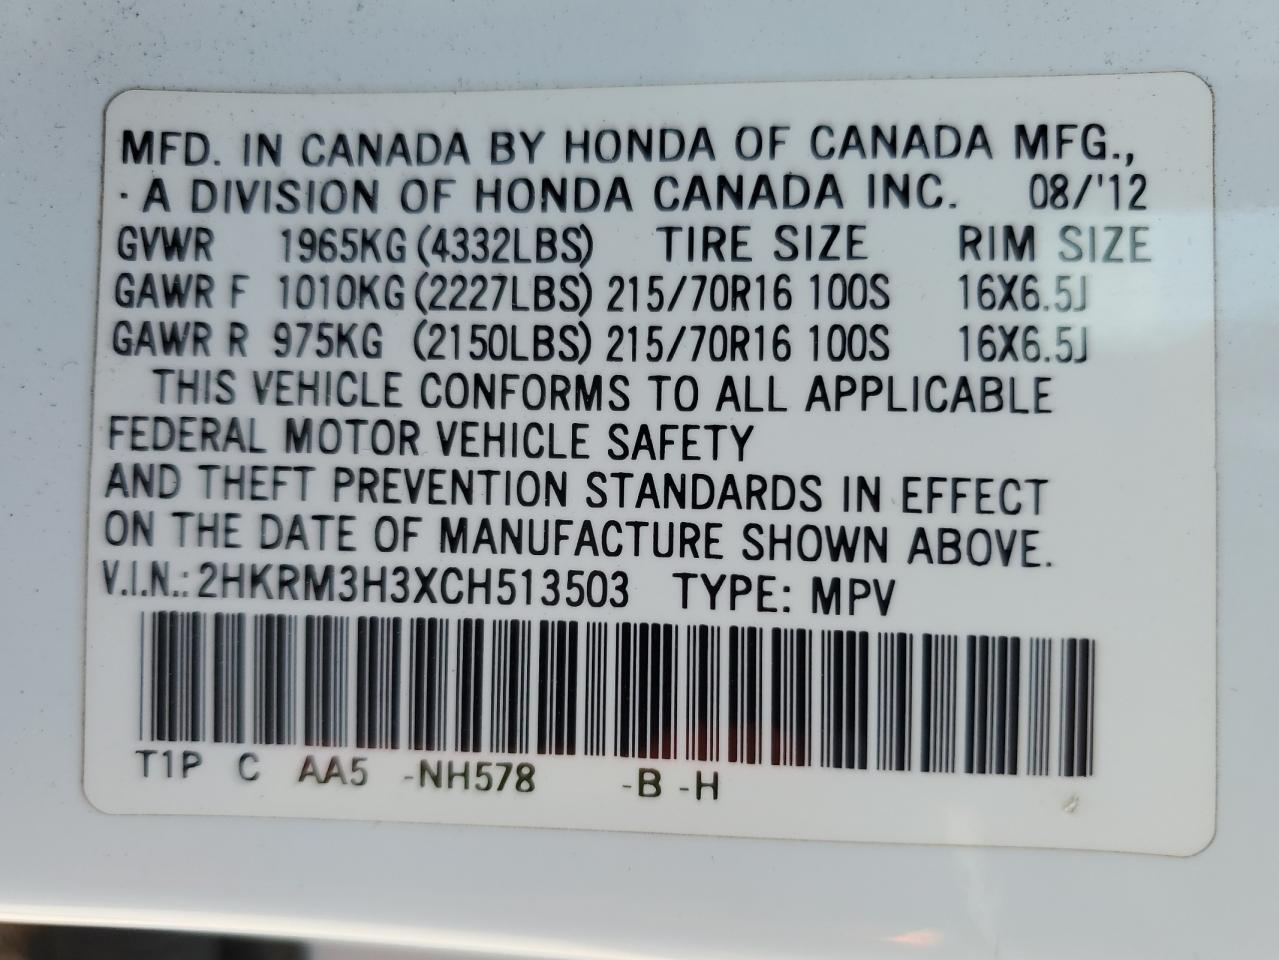 MFD. IN CANADA BY HONDA OF CANADA MFG.,
· A DIVISION OF HONDA CANADA INC. 08/'12
GVWR 1965KG (4332LBS) TIRE SIZE RIM SIZE
GAWR F 1010KG (2227LBS) 215/70R16 100S 16X6.5J
GAWR R 975KG (2150LBS) 215/70R16 100S 16X6.5J
THIS VEHICLE CONFORMS TO ALL APPLICABLE
FEDERAL MOTOR VEHICLE SAFETY
AND THEFT PREVENTION STANDARDS IN EFFECT
ON THE DATE OF MANUFACTURE SHOWN ABOVE.
V.I.N.: 2HKRM3H3XCH513503 TYPE: MPV
T1P C AA5 -NH578 -B -H